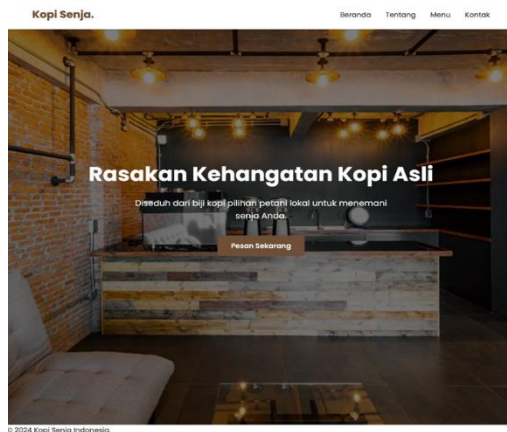 Kopi Senja.
Beranda Tentang Menu Kontak
Rasakan Kehangatan Kopi Asli
Diseduh dari biji kopi pilihan petani lokal untuk menemani
senja Anda.
Pesan Sekarang
© 2024 Kopi Senja Indonesia.